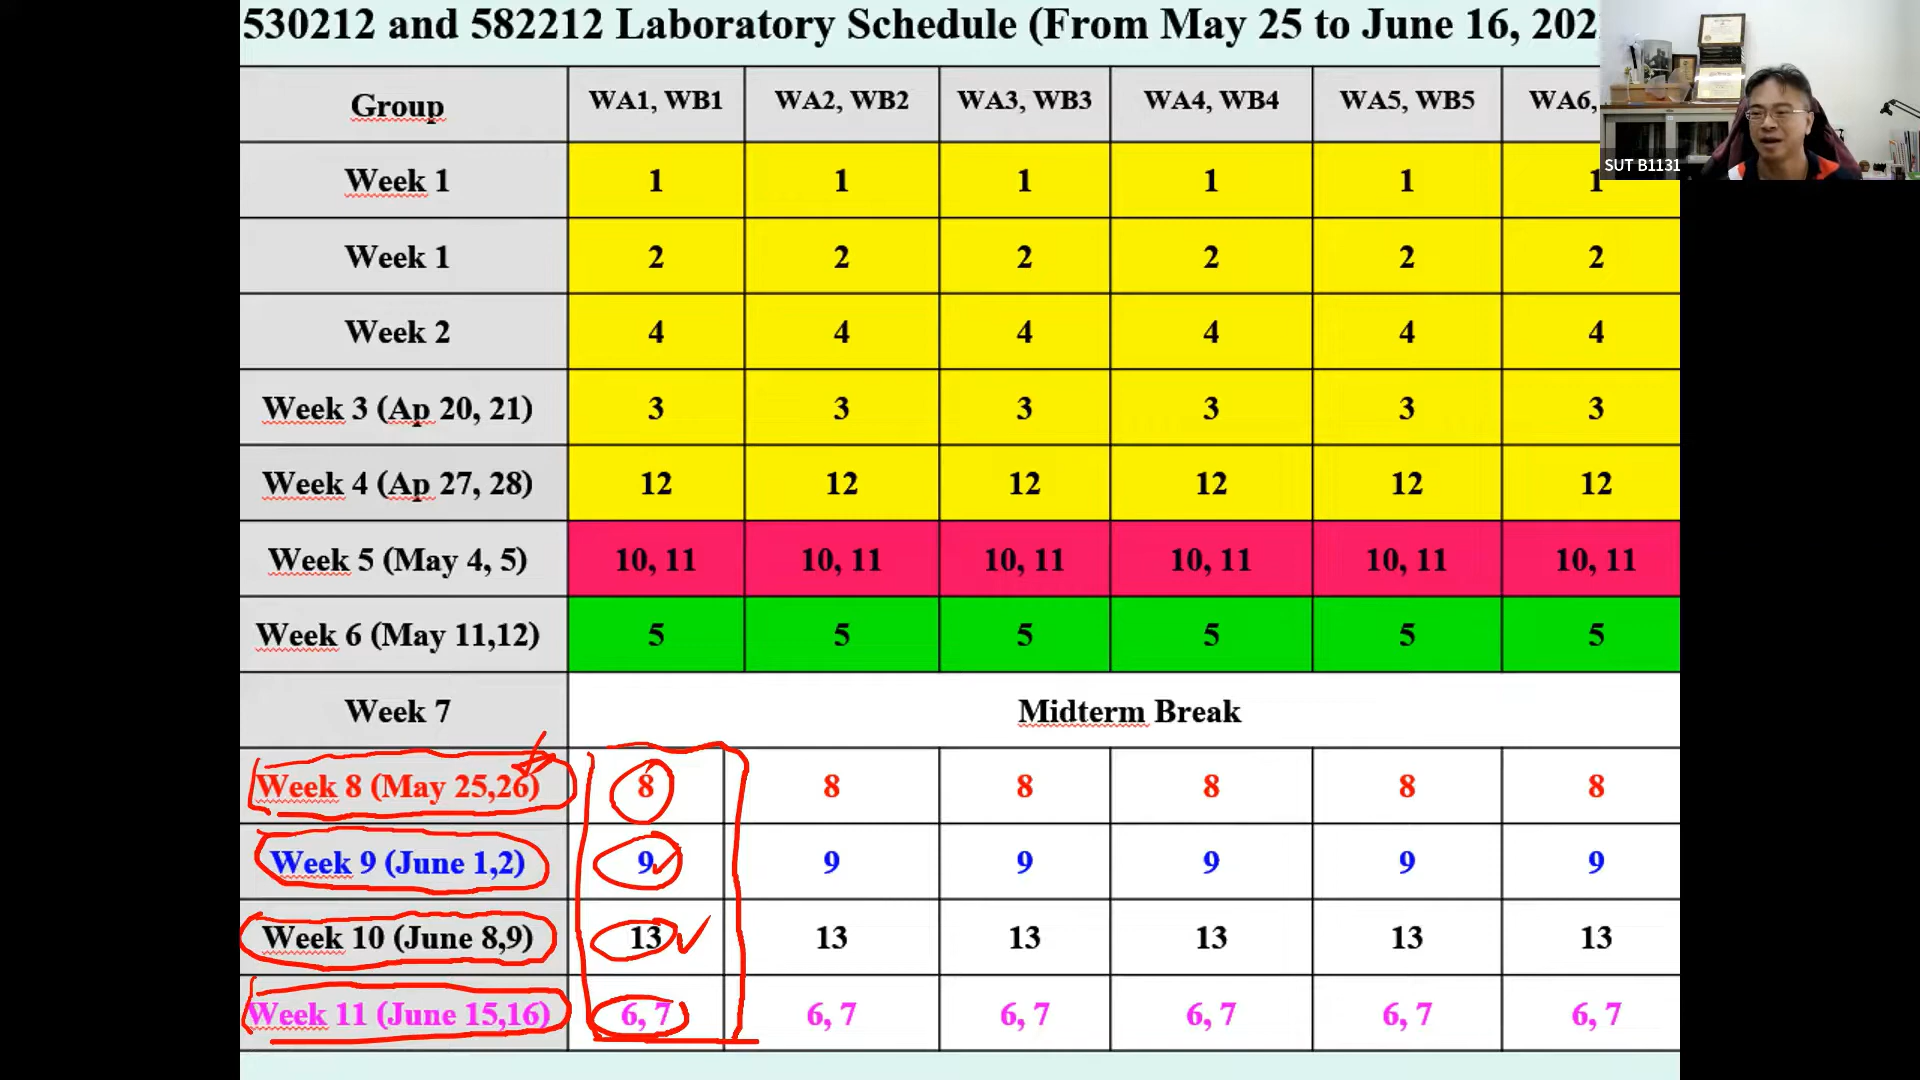 530212 and 582212 Laboratory Schedule (From May 25 to June 16, 202
Group WA1, WB1 WA2, WB2 WA3, WB3 WA4, WB4 WA5, WB5 WA6,
SUT B1131
Week 1 1 1 1 1 1 1
Week 1 2 2 2 2 2 2
Week 2 4 4 4 4 4 4
Week 3 (Ap 20, 21) 3 3 3 3 3 3
Week 4 (Ap 27, 28) 12 12 12 12 12 12
Week 5 (May 4, 5) 10, 11 10, 11 10, 11 10, 11 10, 11 10, 11
Week 6 (May 11,12) 5 5 5 5 5 5
Week 7 Midterm Break
Week 8 (May 25,26) 8 8 8 8 8 8
Week 9 (June 1,2) 9 9 9 9 9 9
Week 10 (June 8,9) 13 13 13 13 13 13
Week 11 (June 15,16) 6, 7 6, 7 6, 7 6, 7 6, 7 6, 7